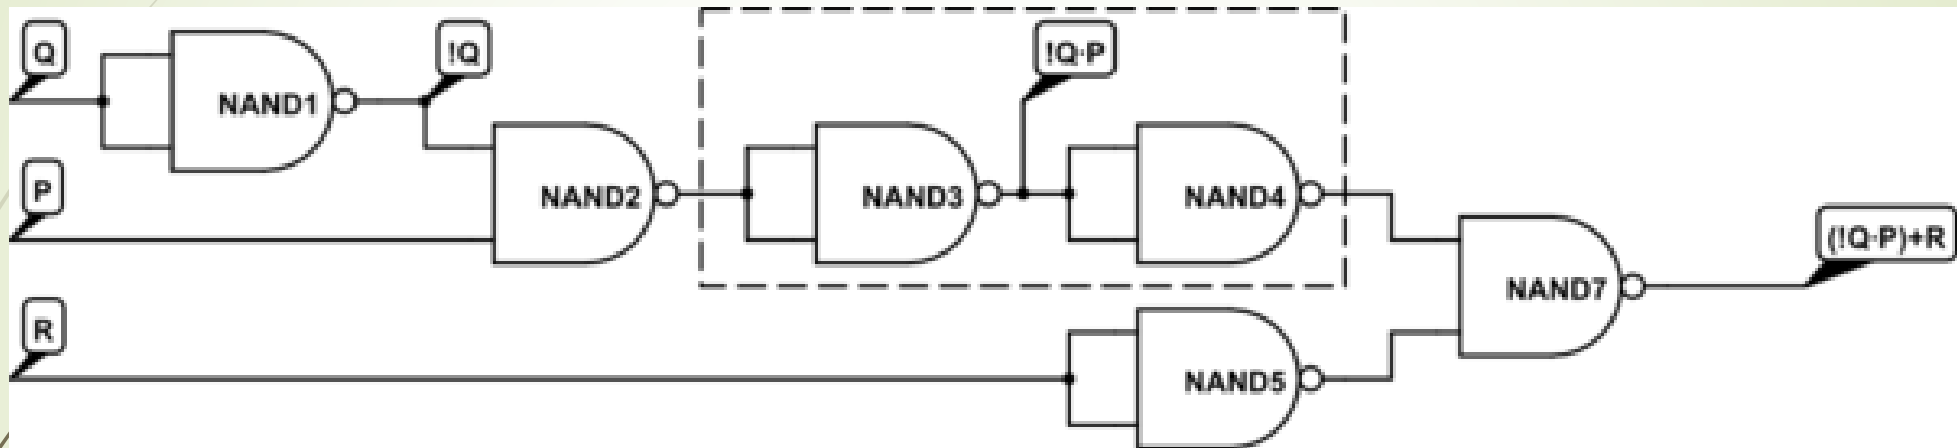 Q
!Q
!Q·P
NAND1
P
NAND2
NAND3
NAND4
(!Q·P)+R
NAND7
R
NAND5